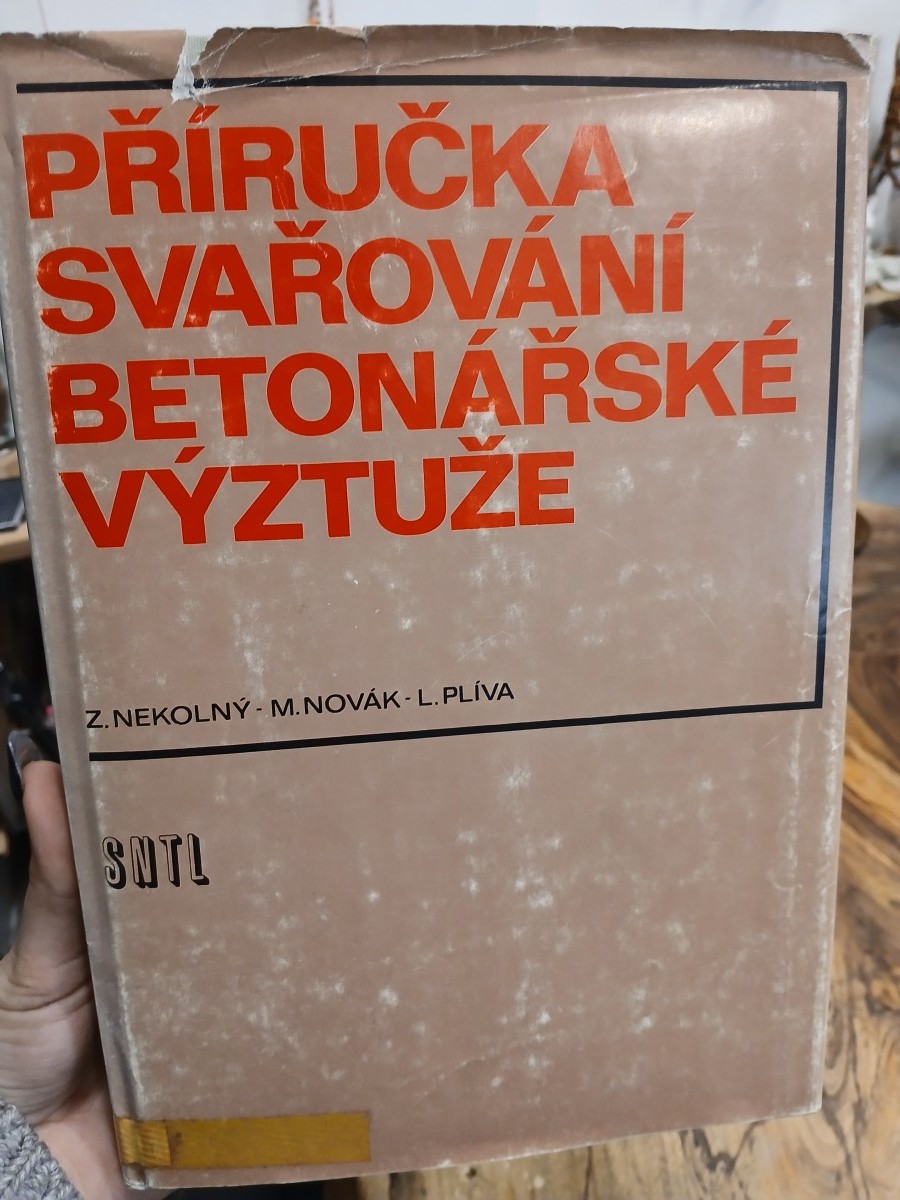 PŘÍRUČKA
SVAŘOVÁNÍ
BETONÁŘSKÉ
VÝZTUŽE
Z. NEKOLNÝ - M. NOVÁK - L. PLÍVA
SNTL